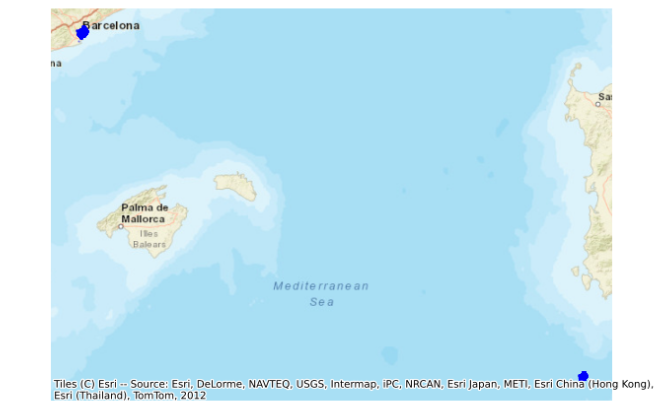 Barcelona
na
Sas
Palma de
Mallorca
Illes
Balears
Mediterranean
Sea
Tiles (C) Esri -- Source: Esri, DeLorme, NAVTEQ, USGS, Intermap, iPC, NRCAN, Esri Japan, METI, Esri China (Hong Kong),
Esri (Thailand), TomTom, 2012